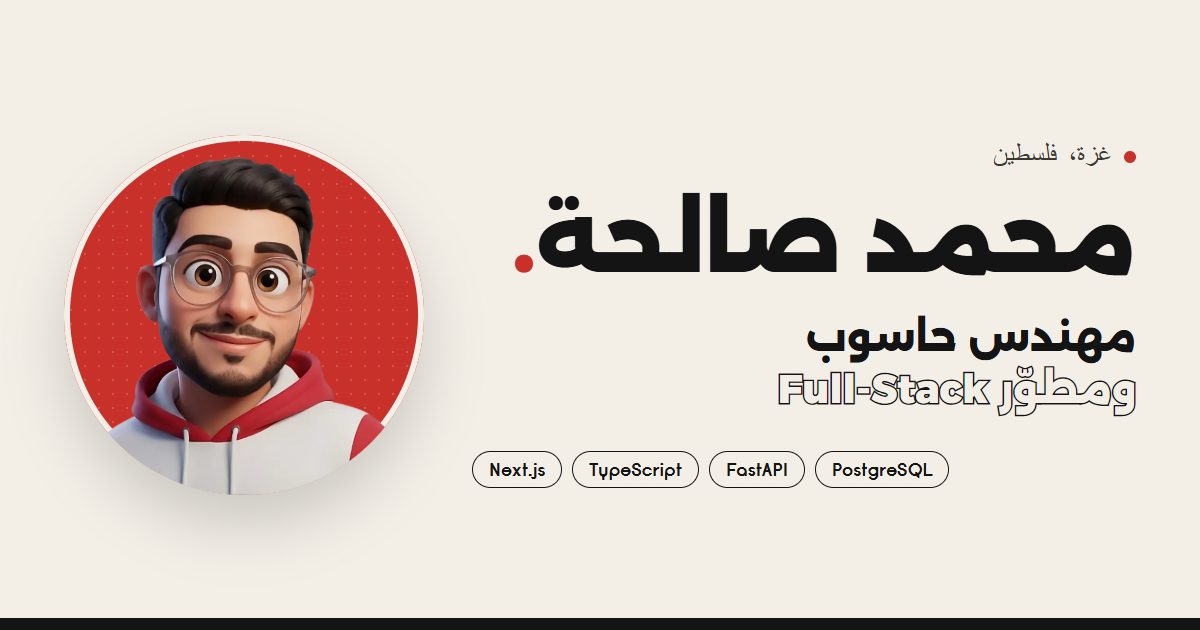 غزة، فلسطين
محمد صالحة.
مهندس حاسوب
ومطوّر Full-Stack
Next.js TypeScript FastAPI PostgreSQL